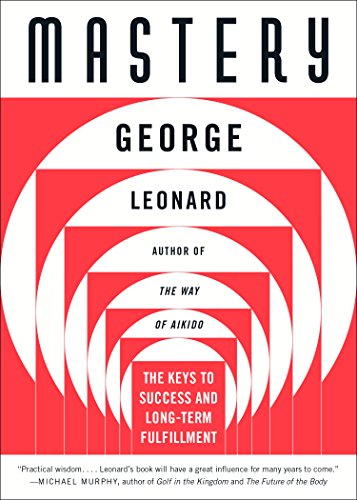 MASTERY
GEORGE
LEONARD
AUTHOR OF
THE WAY
OF AIKIDO
THE KEYS TO
SUCCESS AND
LONG-TERM
FULFILLMENT
“Practical wisdom. . . . Leonard's book will have a great influence for many years to come.”
—MICHAEL MURPHY, author of Golf in the Kingdom and The Future of the Body